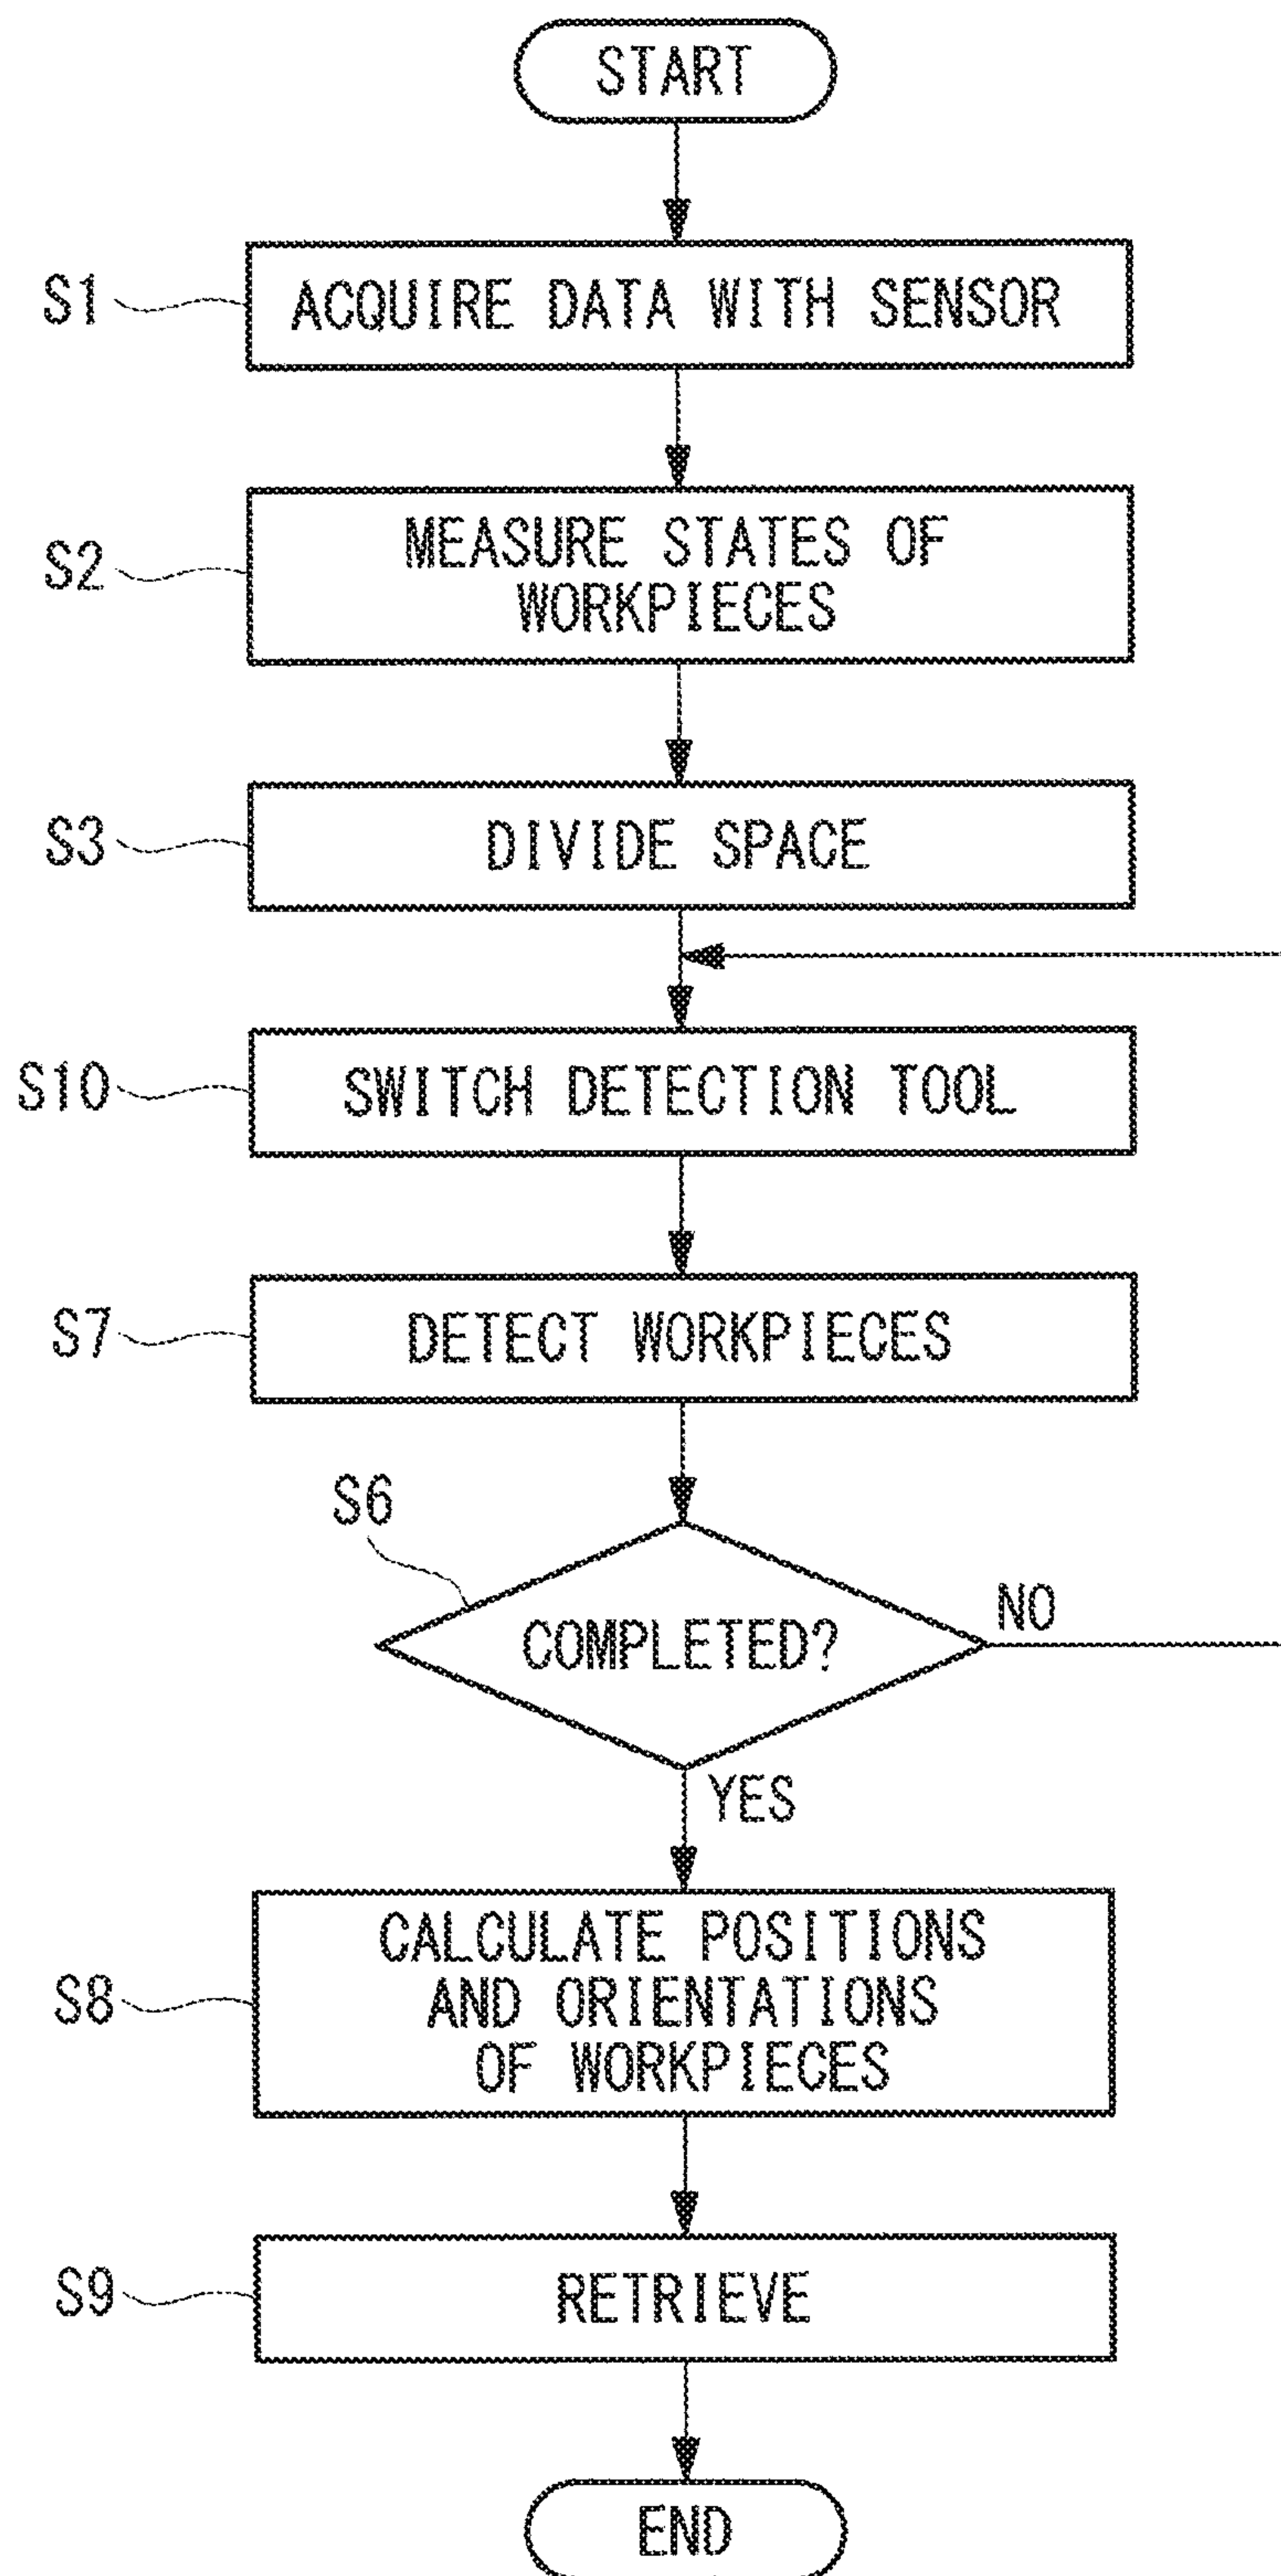 START
S1
ACQUIRE DATA WITH SENSOR
S2
MEASURE STATES OF
WORKPIECES
S3
DIVIDE SPACE
S10
SWITCH DETECTION TOOL
S7
DETECT WORKPIECES
S6
COMPLETED?
NO
YES
S8
CALCULATE POSITIONS
AND ORIENTATIONS
OF WORKPIECES
S9
RETRIEVE
END